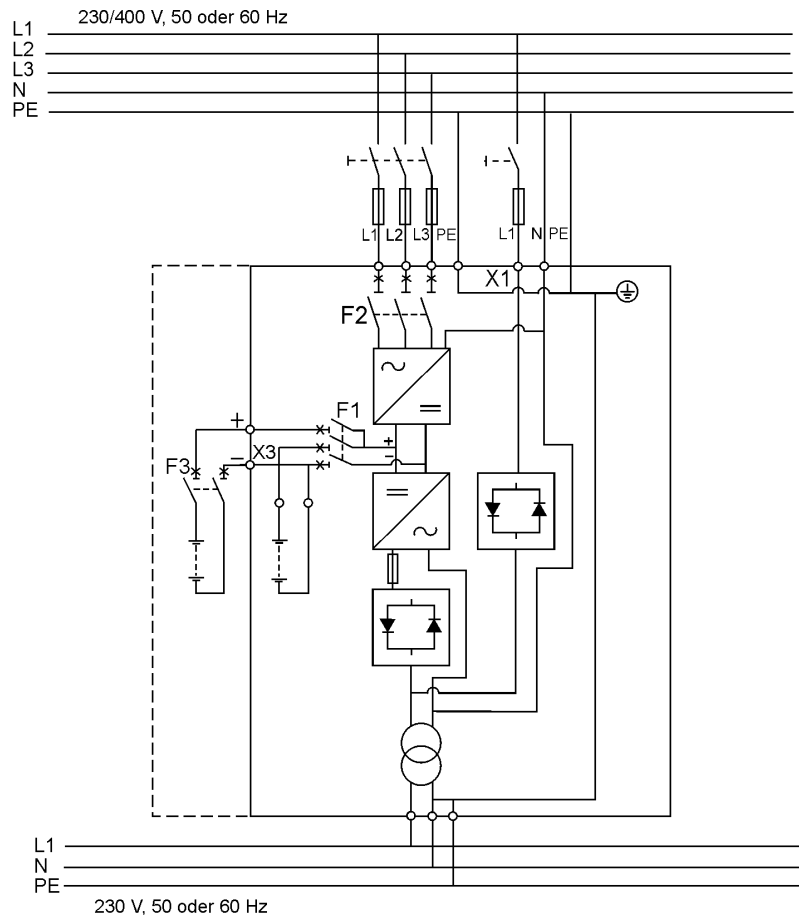 230/400 V, 50 oder 60 Hz
L1
L2
L3
N
PE
L1 L2 L3 PE
L1 N PE
X1
F2
F1
+
X3
+
−
−
F3
L1
N
PE
230 V, 50 oder 60 Hz